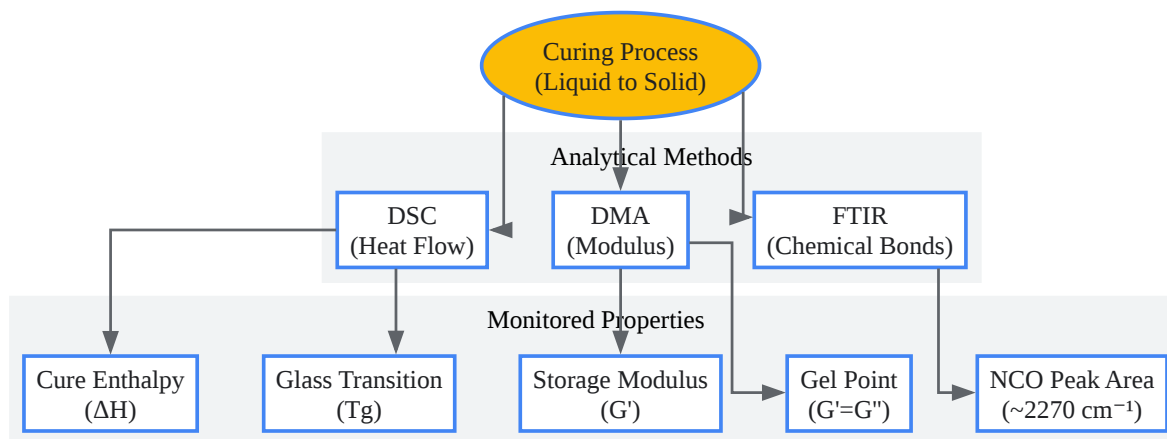 Curing Process
(Liquid to Solid)
Analytical Methods
DSC
(Heat Flow)
DMA
(Modulus)
FTIR
(Chemical Bonds)
Monitored Properties
Cure Enthalpy
(ΔH)
Glass Transition
(Tg)
Storage Modulus
(G')
Gel Point
(G'=G'')
NCO Peak Area
(~2270 cm⁻¹)